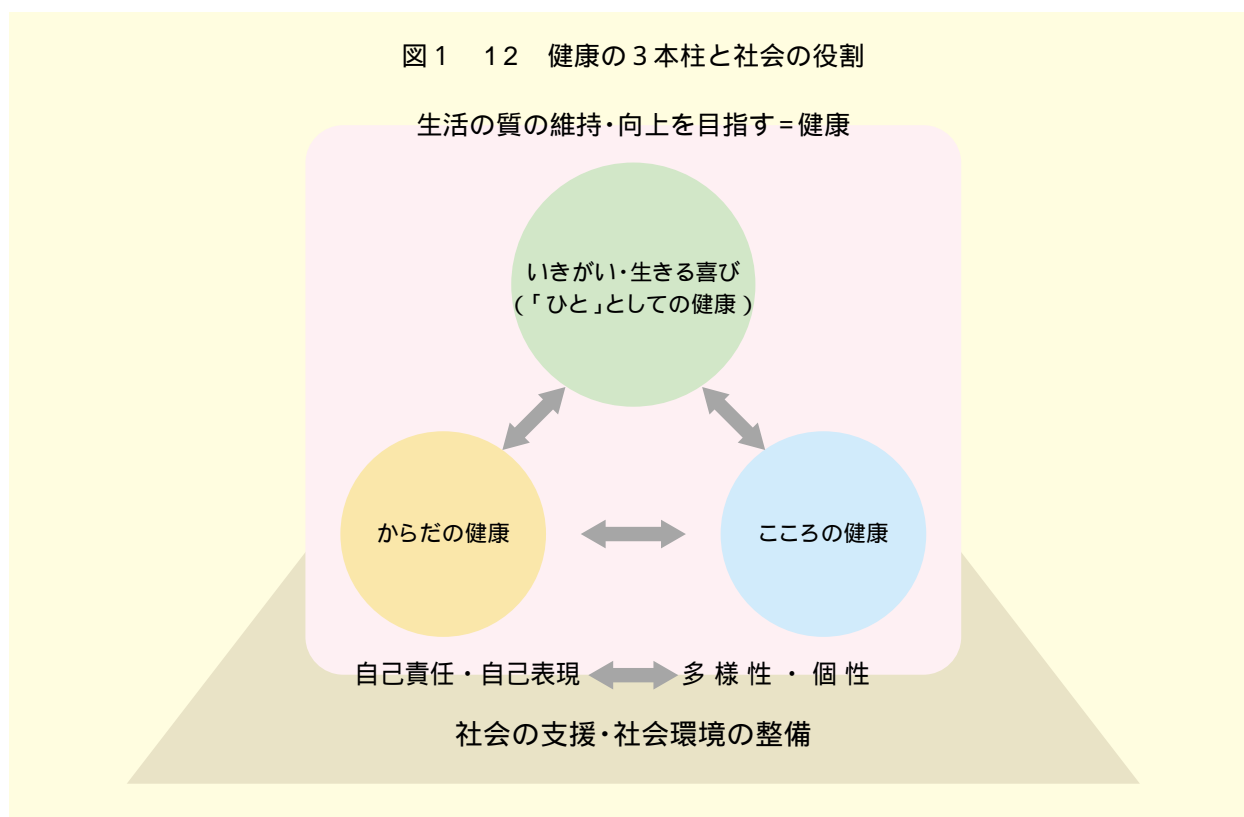 図1　12　健康の3本柱と社会の役割
生活の質の維持・向上を目指す=健康
いきがい・生きる喜び
(「ひと」としての健康)
からだの健康
こころの健康
自己責任・自己表現
多様性・個性
社会の支援・社会環境の整備